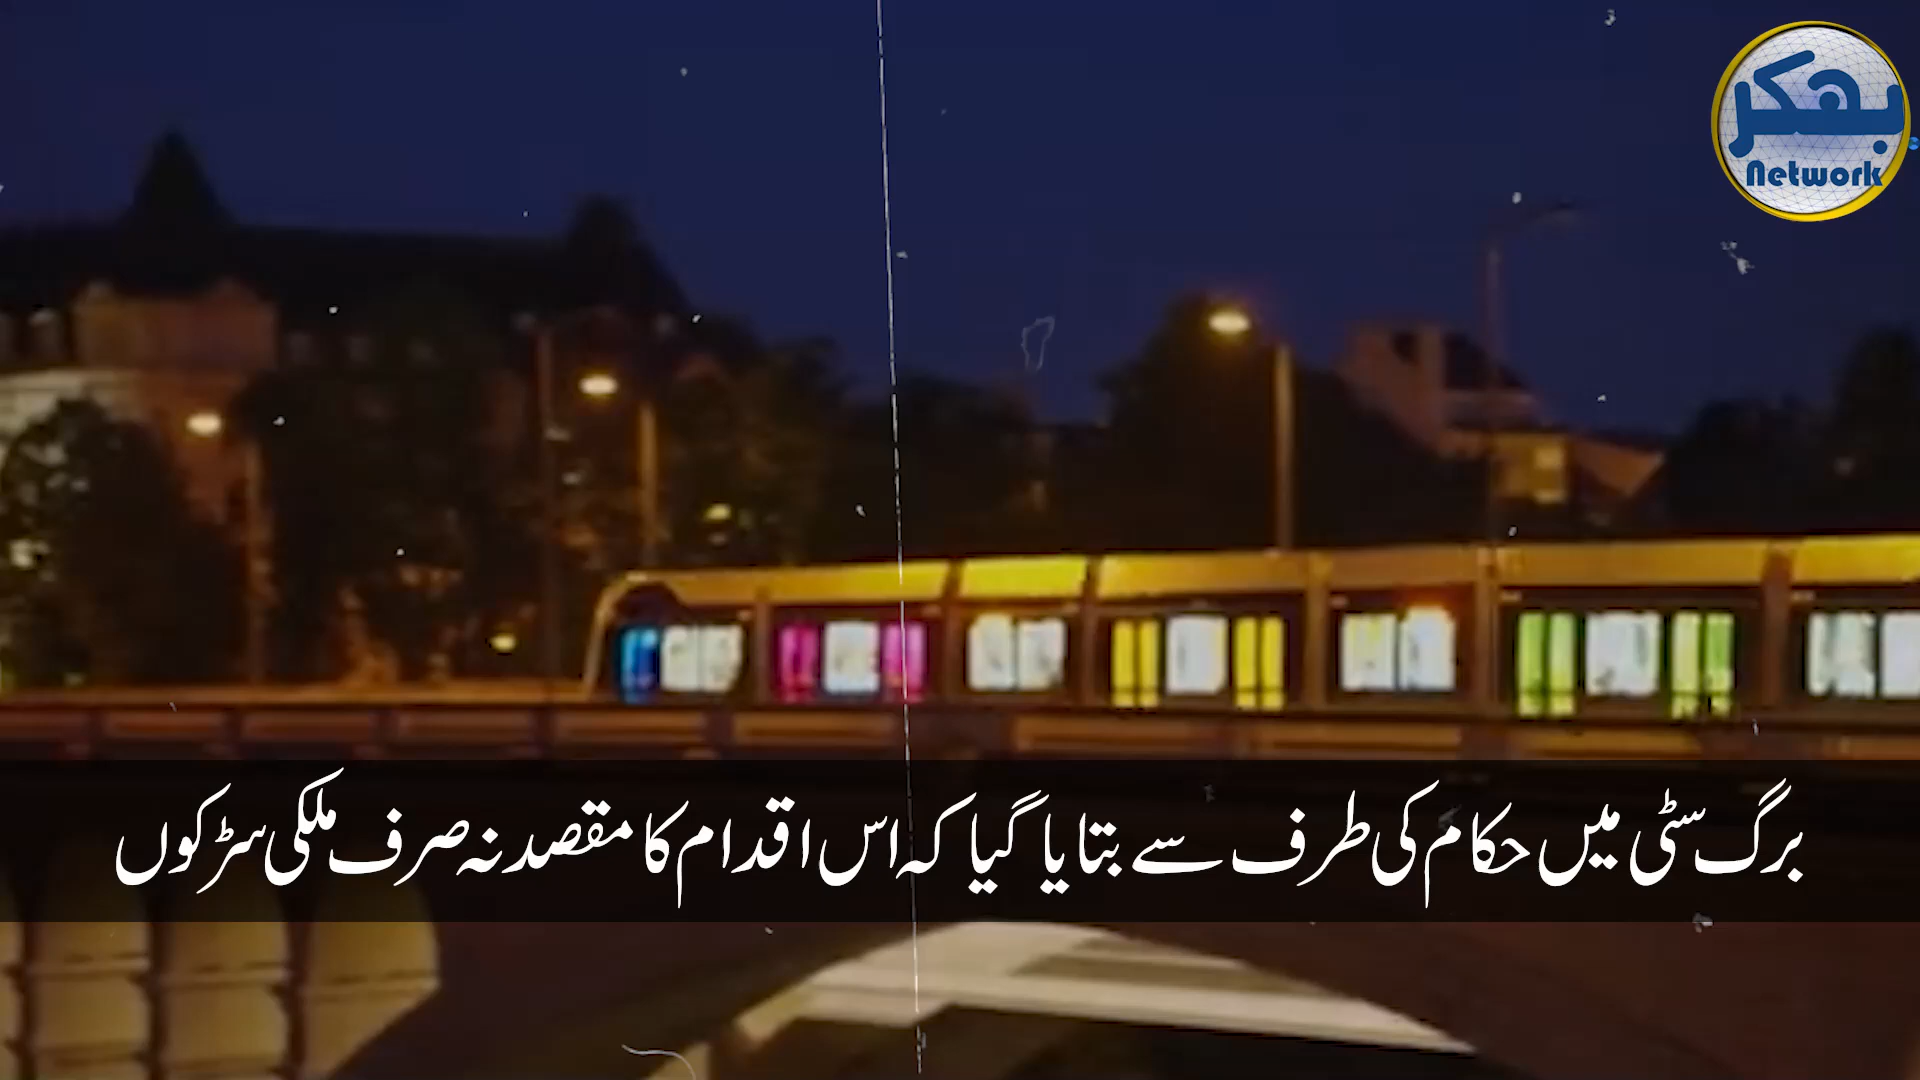 بھکر
Network
برگ سٹی میں حکام کی طرف سے بتایا گیا کہ اس اقدام کا مقصد نہ صرف ملکی سڑکوں